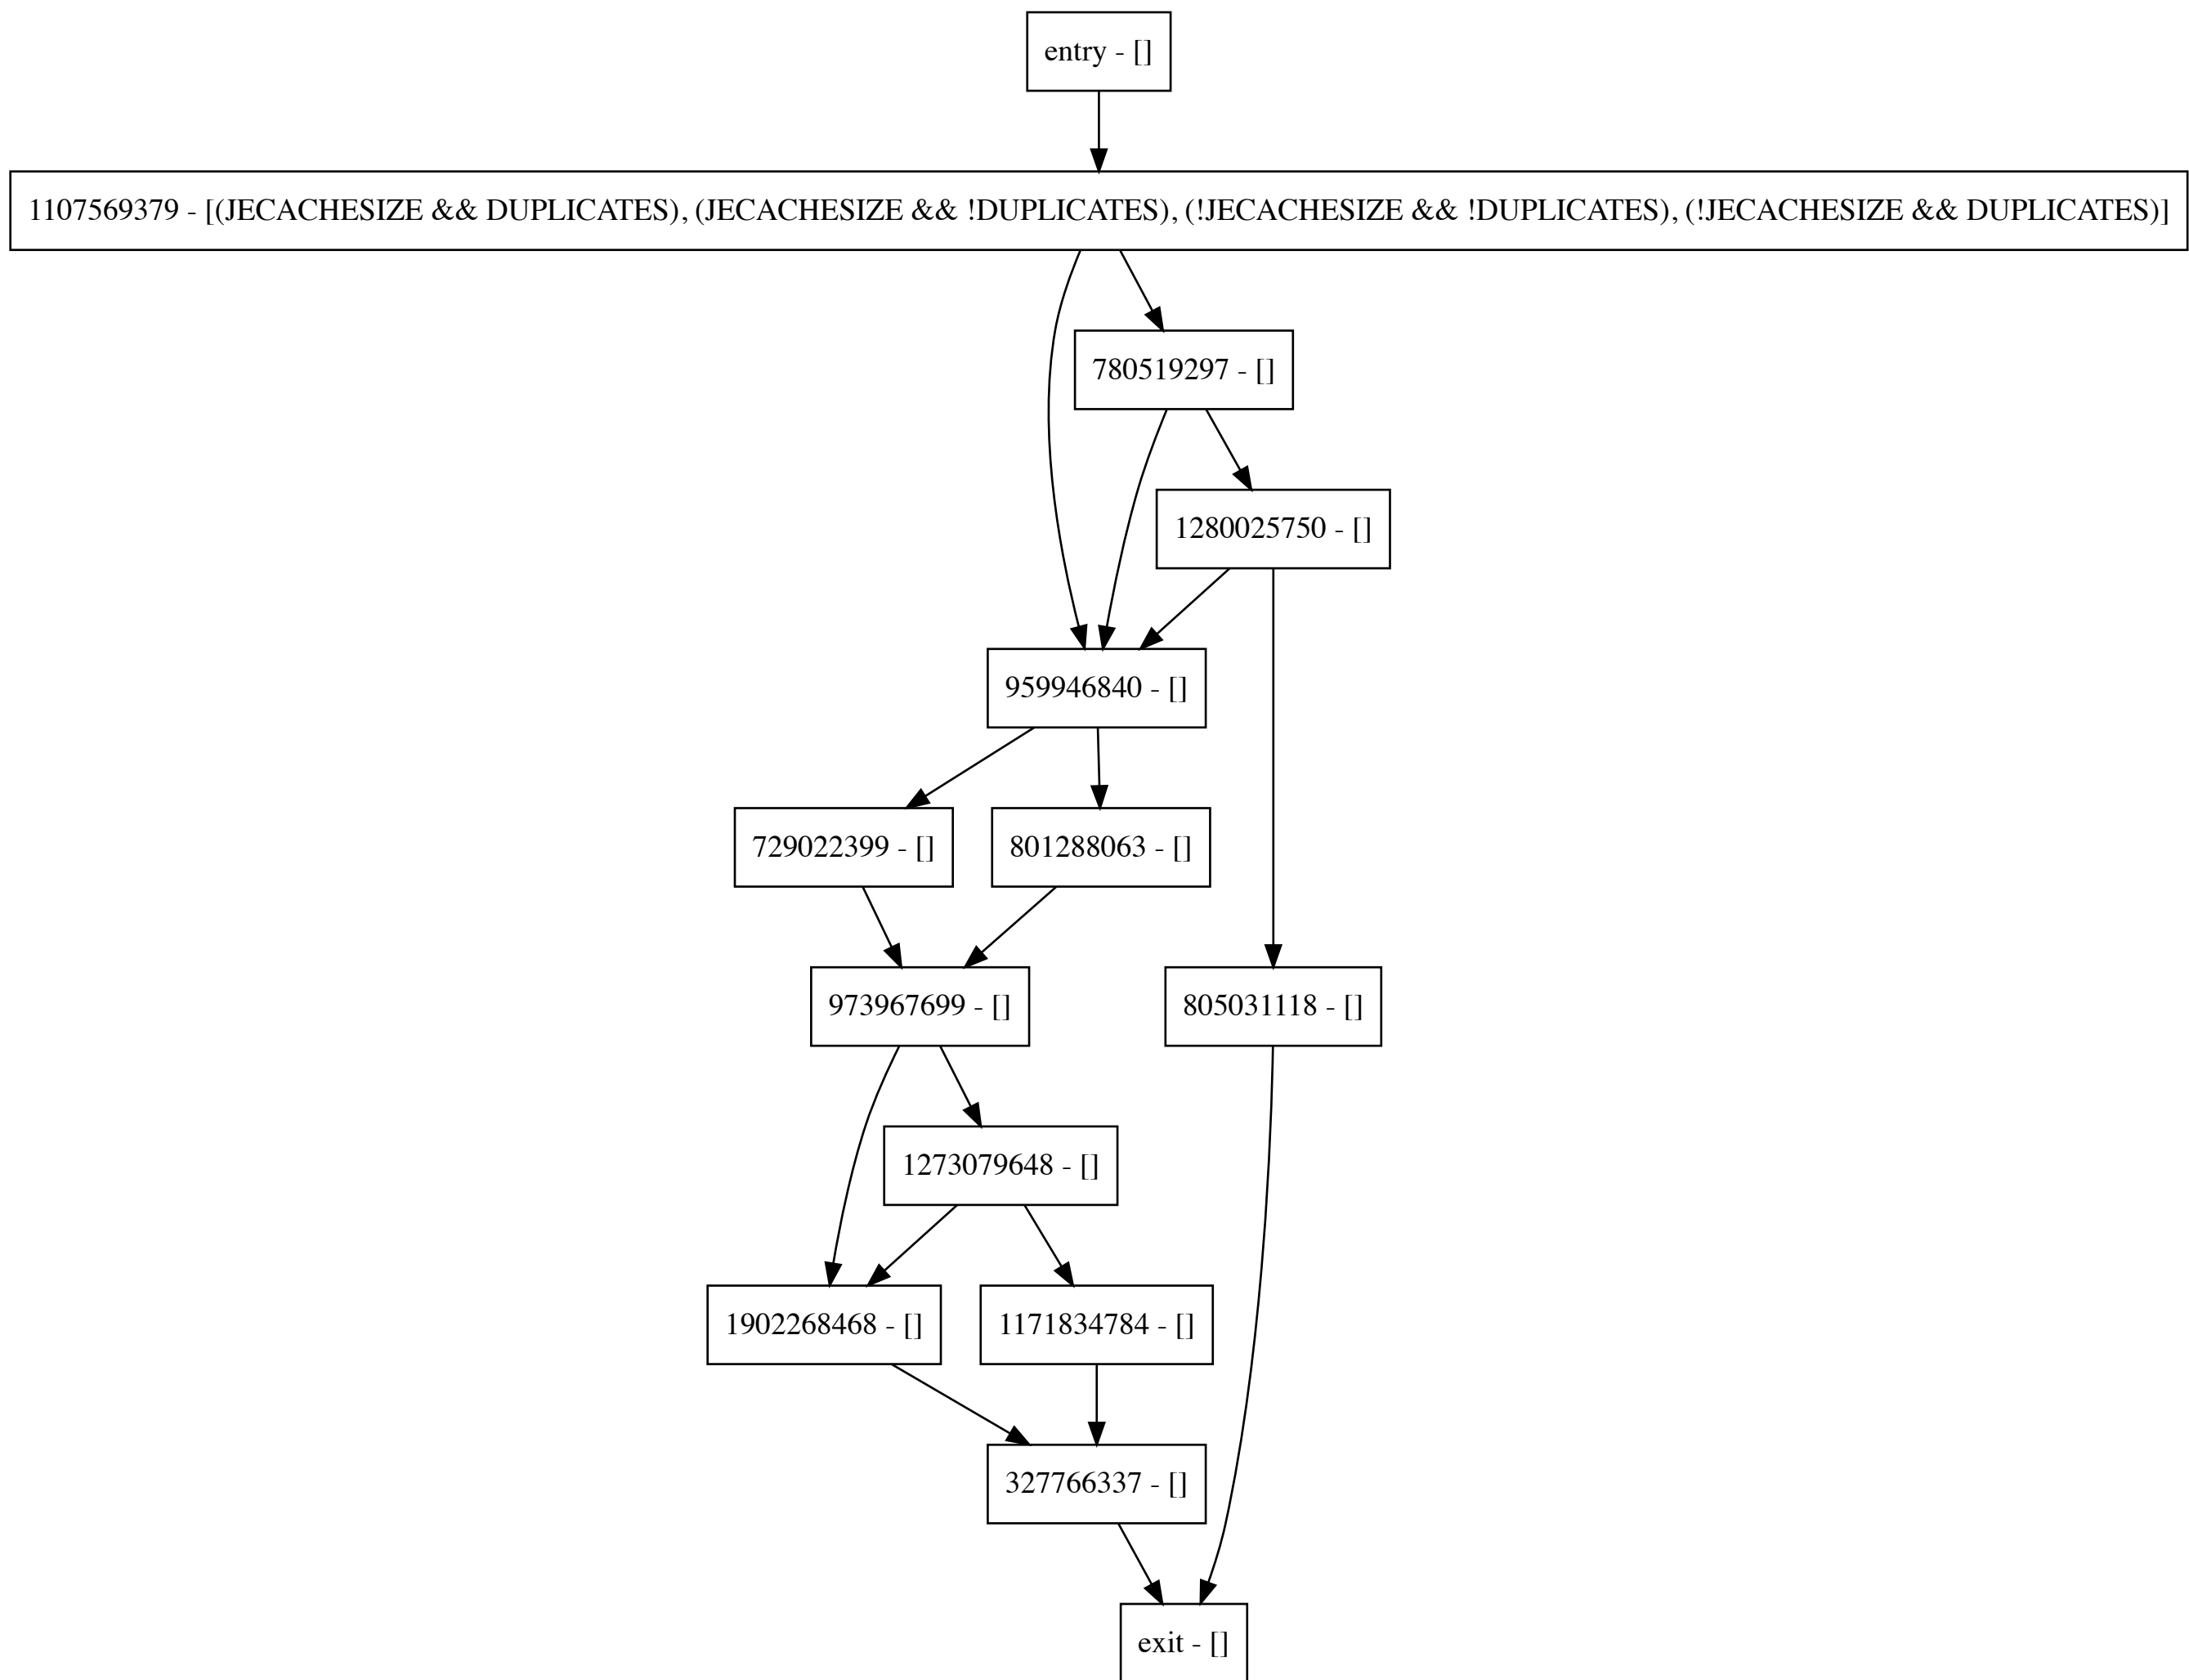 entry - []
1107569379 - [(JECACHESIZE && DUPLICATES), (JECACHESIZE && !DUPLICATES), (!JECACHESIZE && !DUPLICATES), (!JECACHESIZE && DUPLICATES)]
780519297 - []
1280025750 - []
959946840 - []
729022399 - []
801288063 - []
973967699 - []
805031118 - []
1273079648 - []
1902268468 - []
1171834784 - []
327766337 - []
exit - []